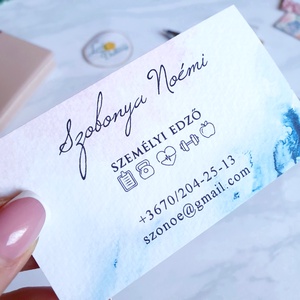 Szobonya Noémi
SZEMÉLYI EDZŐ
+3670/204-25-13
szonoe@gmail.com